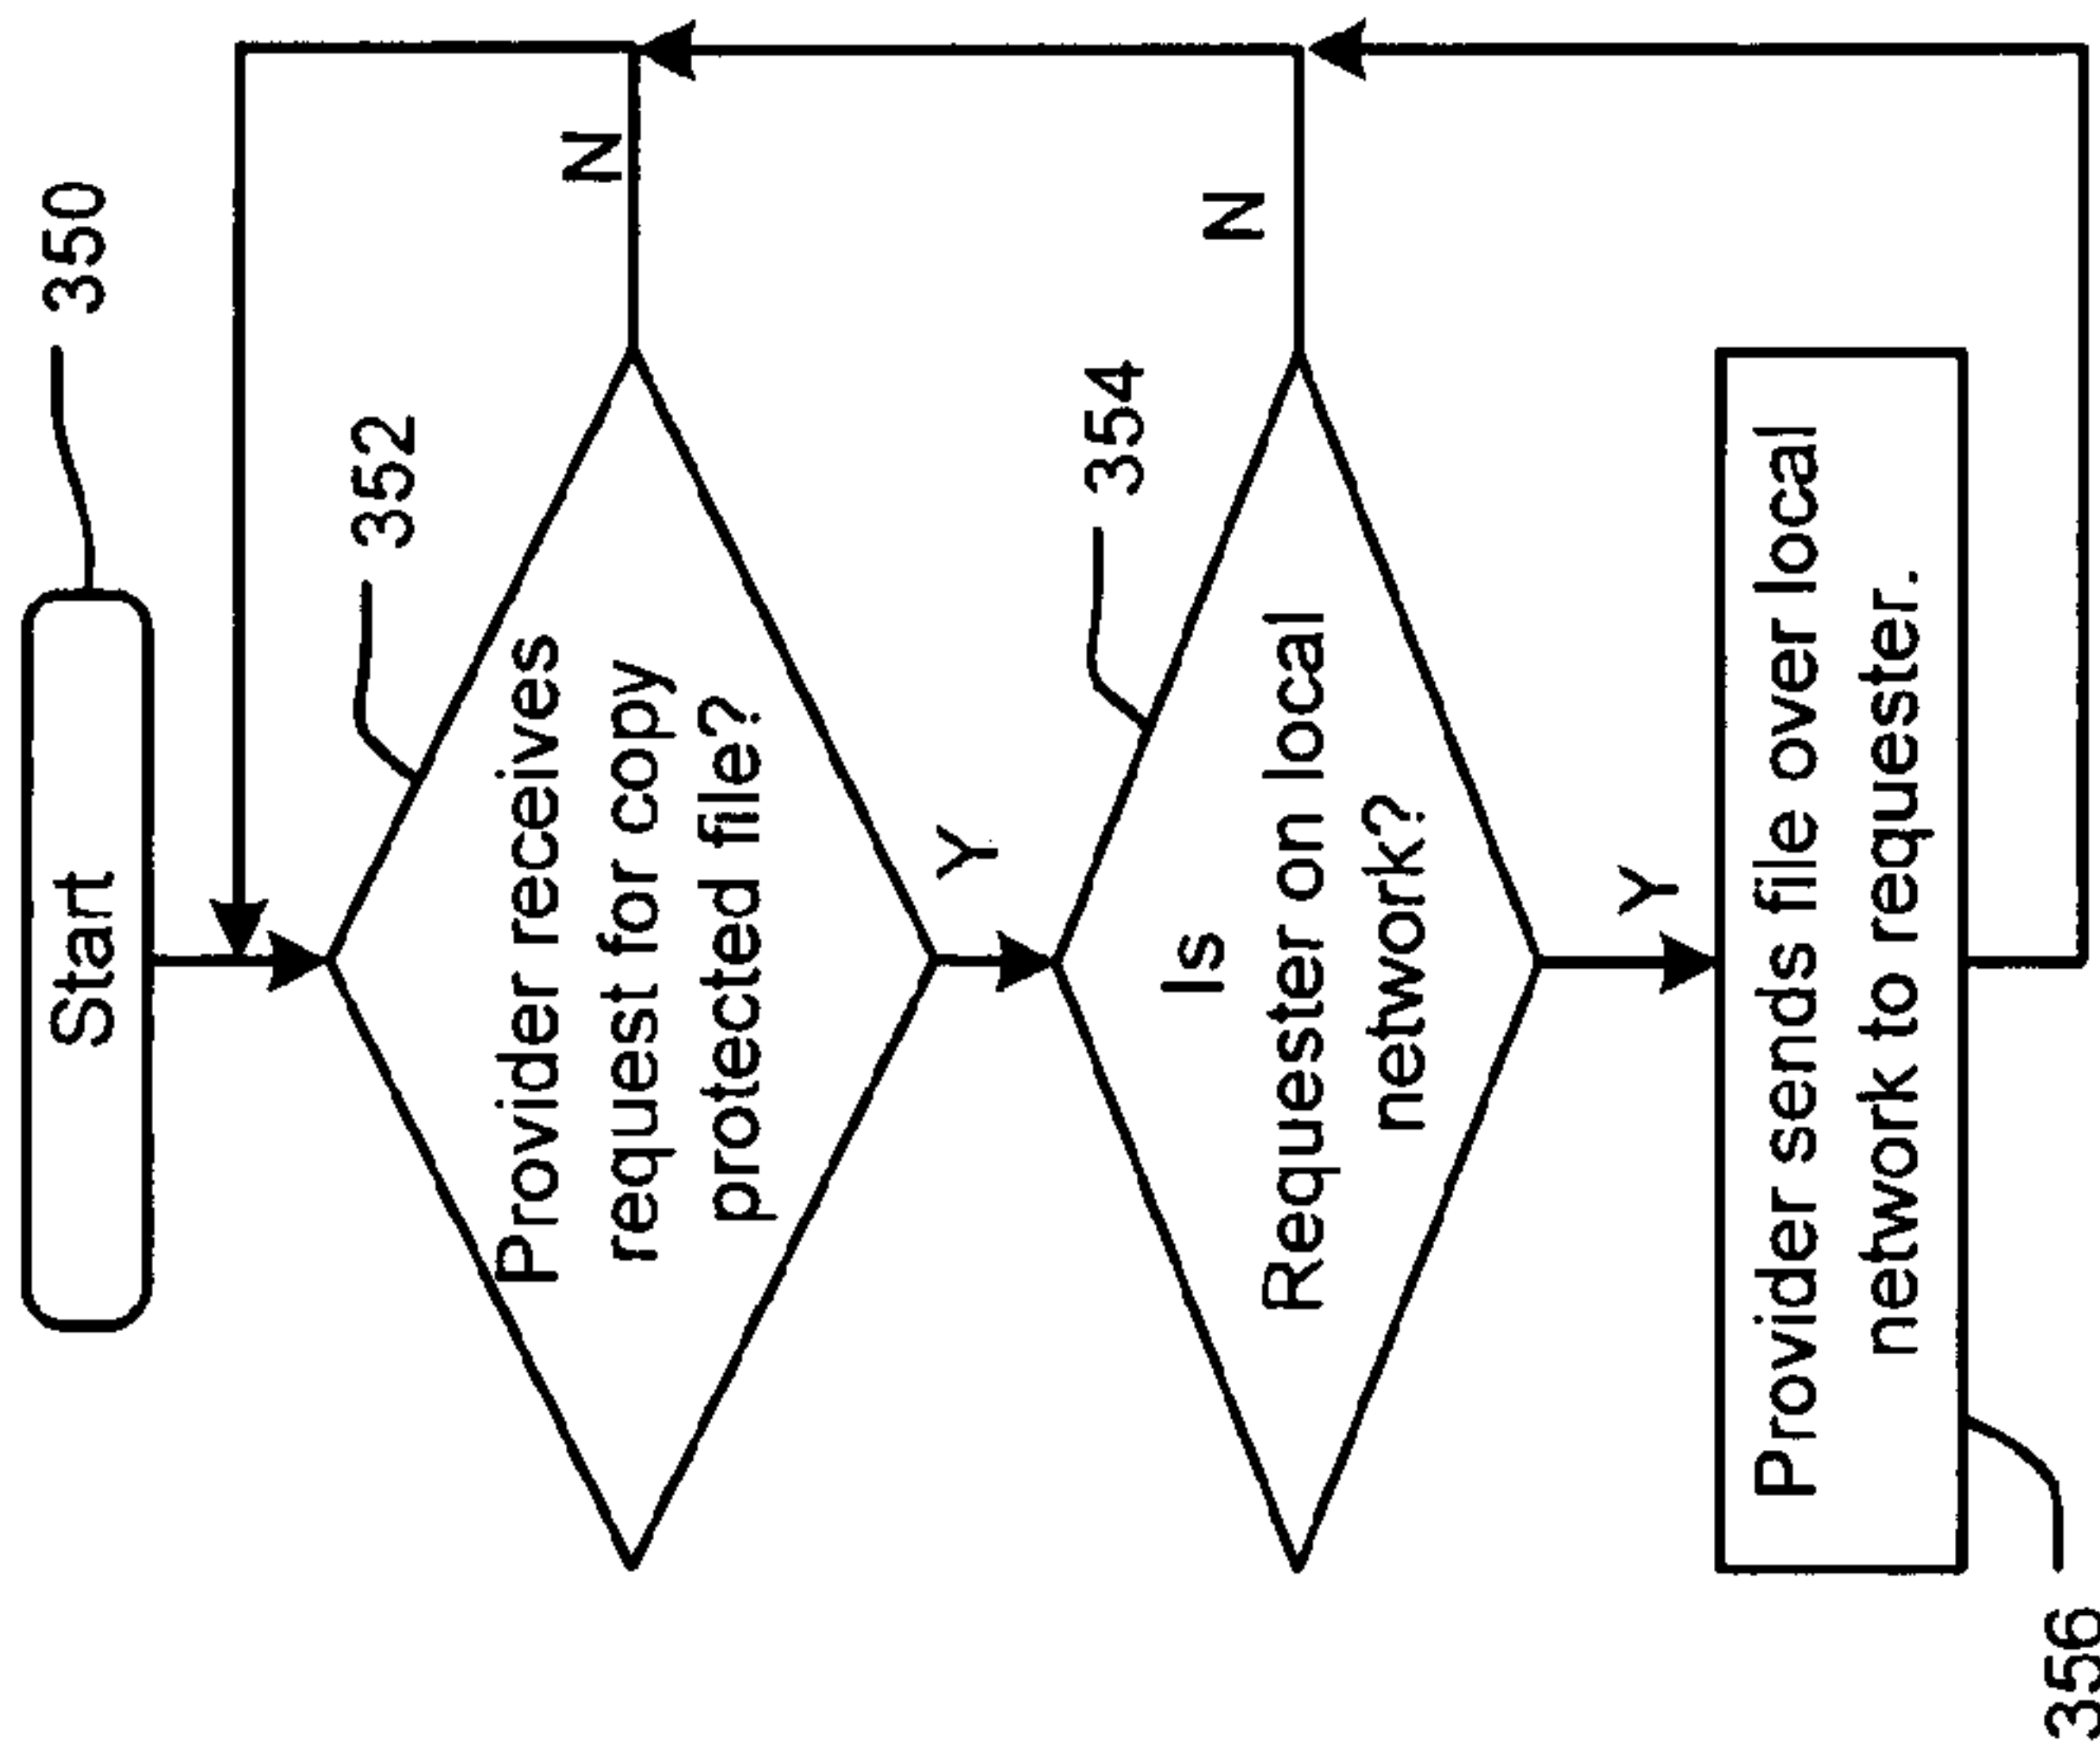 Start
350
352
Provider receives
request for copy
protected file?
N
Y
354
Is
Requester on local
network?
N
Y
Provider sends file over local
network to requester.
356